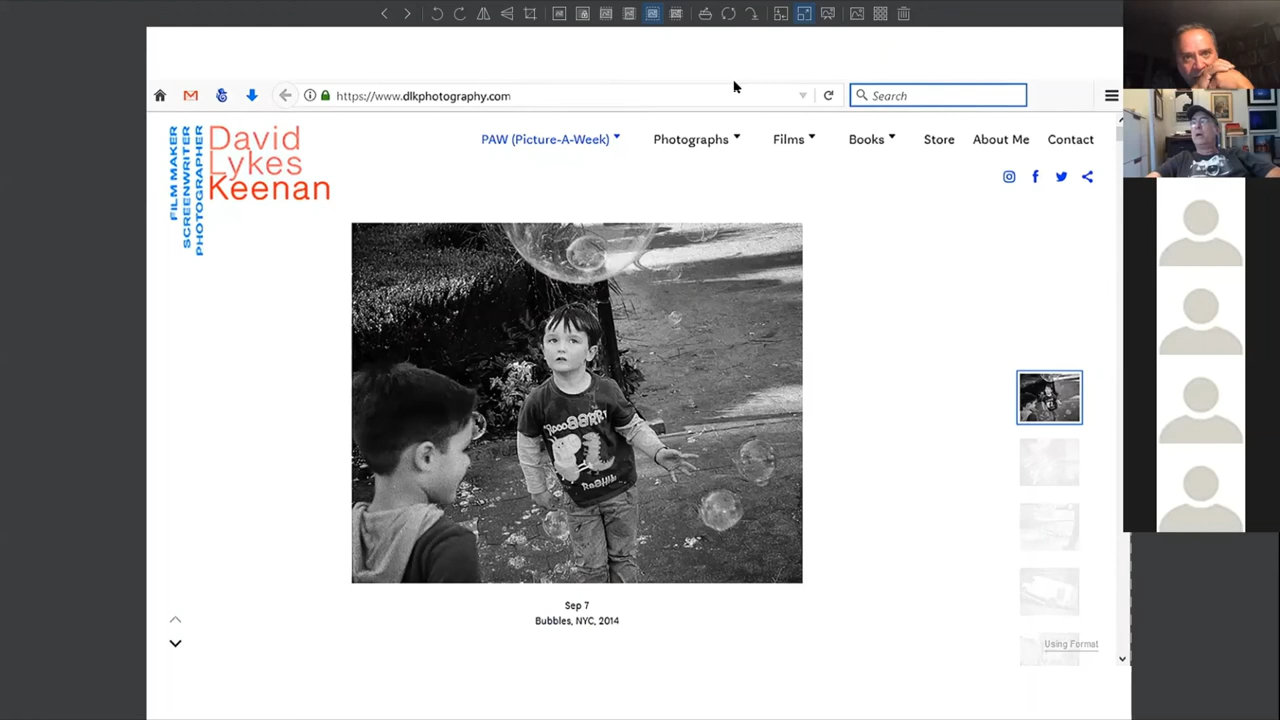 https://www.dlkphotography.com
Search
FILM MAKER
SCREENWRITER
PHOTOGRAPHER
David
Lykes
Keenan
PAW (Picture-A-Week)
Photographs
Films
Books
Store
About Me
Contact
Sep 7
Bubbles, NYC, 2014
Using Format